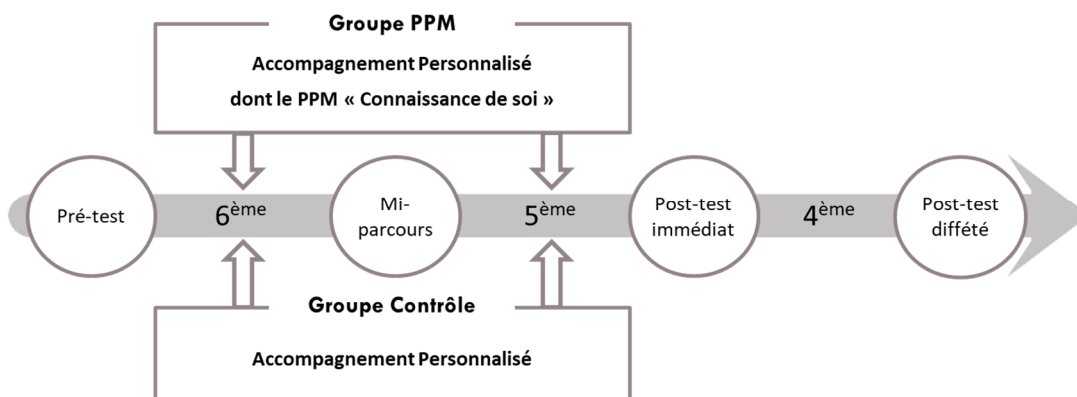 Groupe PPM
Accompagnement Personnalisé
dont le PPM « Connaissance de soi »
Pré-test
6ème
Mi-
parcours
5ème
Post-test
immédiat
4ème
Post-test
différé
Groupe Contrôle
Accompagnement Personnalisé